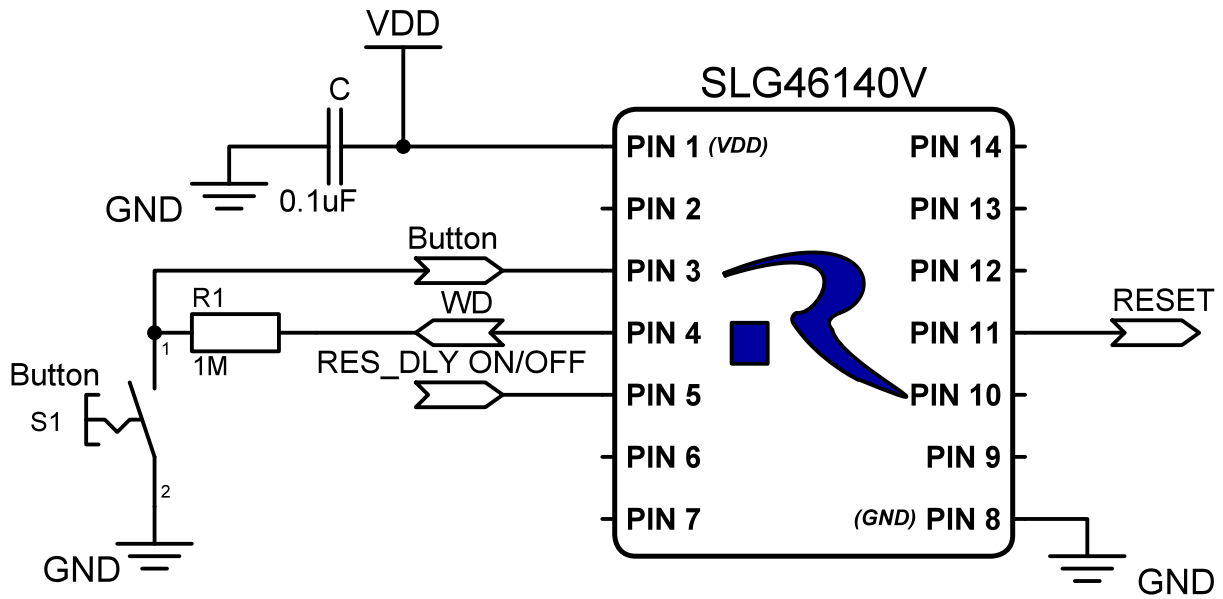 VDD
SLG46140V
C
0.1uF
GND
PIN 1 (VDD)
PIN 14
PIN 2
PIN 13
Button
PIN 3
PIN 12
R1
1M
1
WD
PIN 4
PIN 11
RESET
RES_DLY ON/OFF
PIN 5
PIN 10
Button
S1
2
GND
PIN 6
PIN 9
PIN 7
(GND) PIN 8
GND